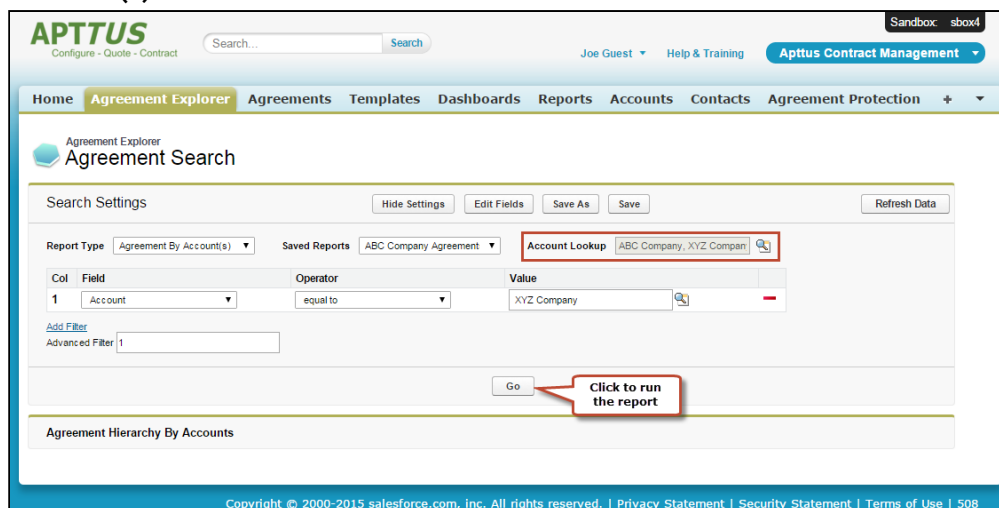 Sandbox: sbox4
APTTUS
Configure - Quote - Contract
Search...
Search
Joe Guest
Help & Training
Apttus Contract Management
Home Agreement Explorer Agreements Templates Dashboards Reports Accounts Contacts Agreement Protection +
Agreement Explorer
Agreement Search
Search Settings
Hide Settings
Edit Fields
Save As
Save
Refresh Data
Report Type Agreement By Account(s) Saved Reports ABC Company Agreement Account Lookup ABC Company, XYZ Compan
Col Field Operator Value
1 Account equal to XYZ Company
Add Filter
Advanced Filter 1
Go
Click to run
the report
Agreement Hierarchy By Accounts
Copyright © 2000-2015 salesforce.com, inc. All rights reserved. | Privacy Statement | Security Statement | Terms of Use | 508